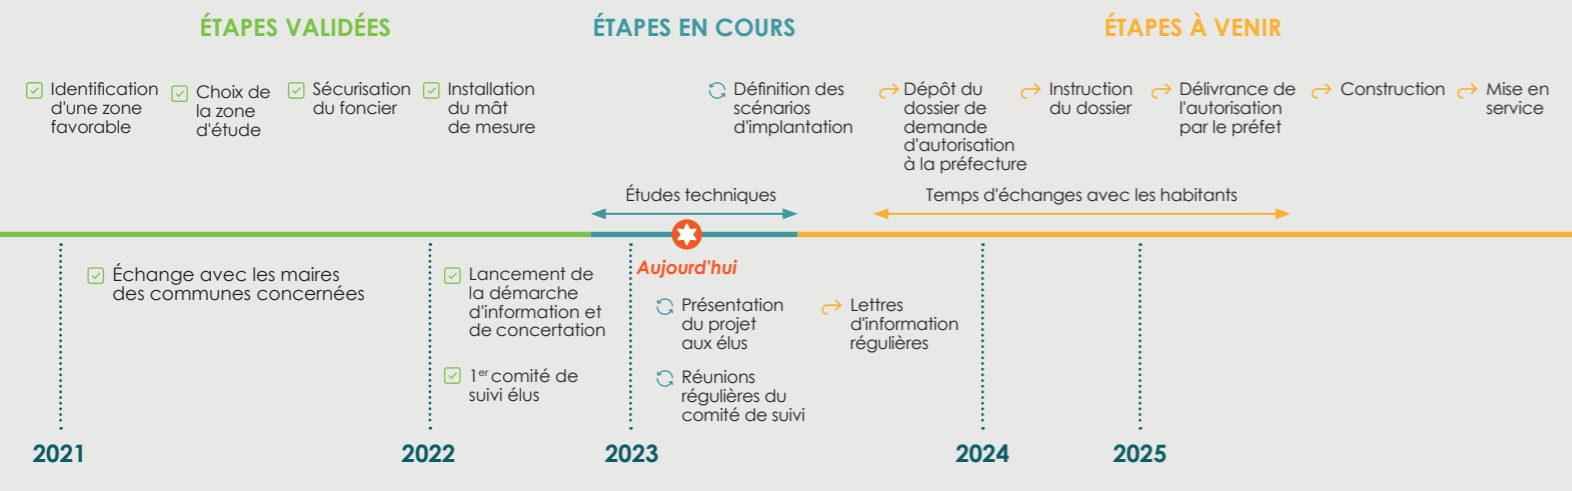 ÉTAPES VALIDÉES
ÉTAPES EN COURS
ÉTAPES À VENIR
Identification
d'une zone
favorable
Choix de
la zone
d'étude
Sécurisation
du foncier
Installation
du mât
de mesure
Définition des
scénarios
d'implantation
Dépôt du
dossier de
demande
d'autorisation
à la préfecture
Instruction
du dossier
Délivrance de
l'autorisation
par le préfet
Construction
Mise en
service
Études techniques
Temps d'échanges avec les habitants
Aujourd'hui
Échange avec les maires
des communes concernées
Lancement de
la démarche
d'information et
de concertation
1er comité de
suivi élus
Présentation
du projet
aux élus
Réunions
régulières du
comité de suivi
Lettres
d'information
régulières
2021
2022
2023
2024
2025